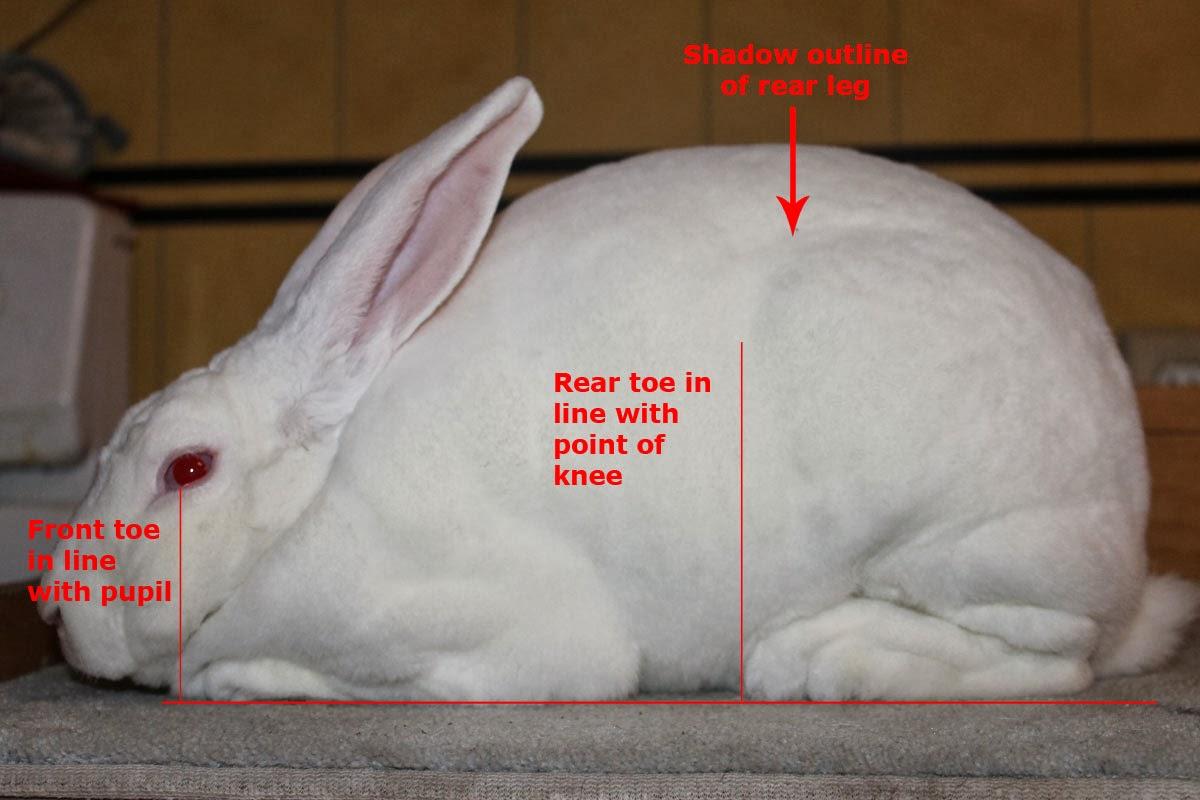 Shadow outline
of rear leg
Rear toe in
line with
point of
knee
Front toe
in line
with pupil